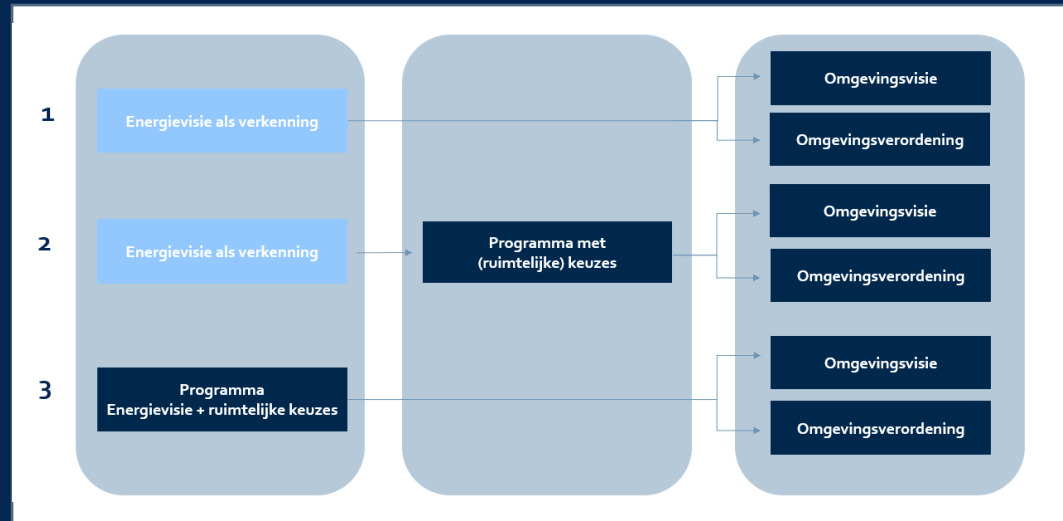 1
Energievisie als verkenning
Omgevingsvisie
Omgevingsverordening
2
Energievisie als verkenning
Programma met
(ruimtelijke) keuzes
Omgevingsvisie
Omgevingsverordening
3
Programma
Energievisie + ruimtelijke keuzes
Omgevingsvisie
Omgevingsverordening